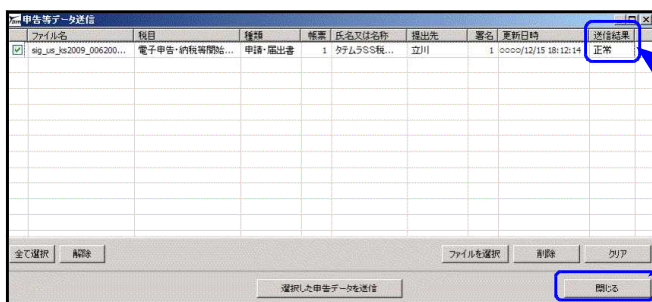 申告等データ送信
ファイル名 税目 種類 帳票 氏名又は名称 提出先 署名 更新日時 送信結果
sig_us_ks2009_006200... 電子申告・納税等開始... 申請・届出書 1 タテムラSS税... 立川 1 0000/12/15 18:12:14 正常
全て選択 解除 ファイルを選択 削除 クリア
選択した申告データを送信 閉じる